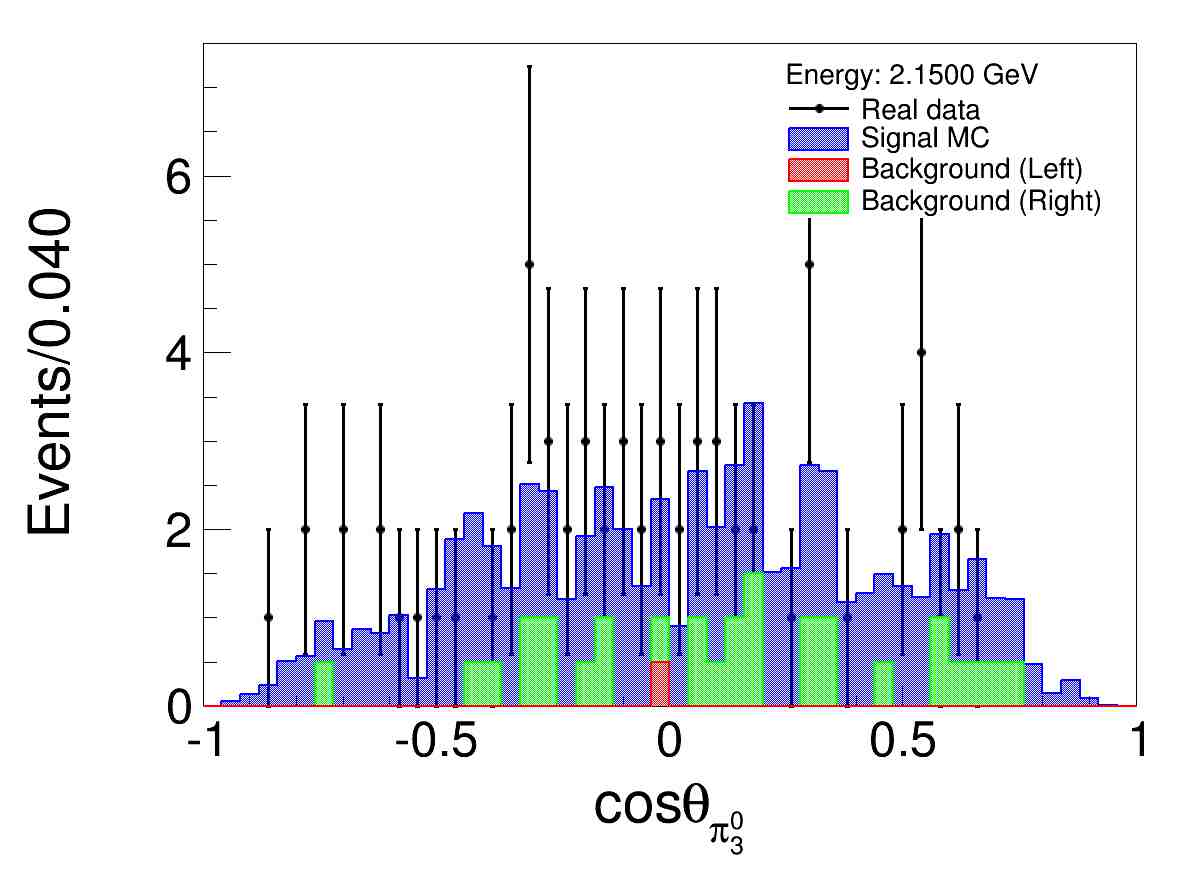 Energy: 2.1500 GeV
Real data
Signal MC
Background (Left)
Background (Right)
Events/0.040
6
4
2
0
-1 -0.5 0 0.5 1
cosθπ⁰₃